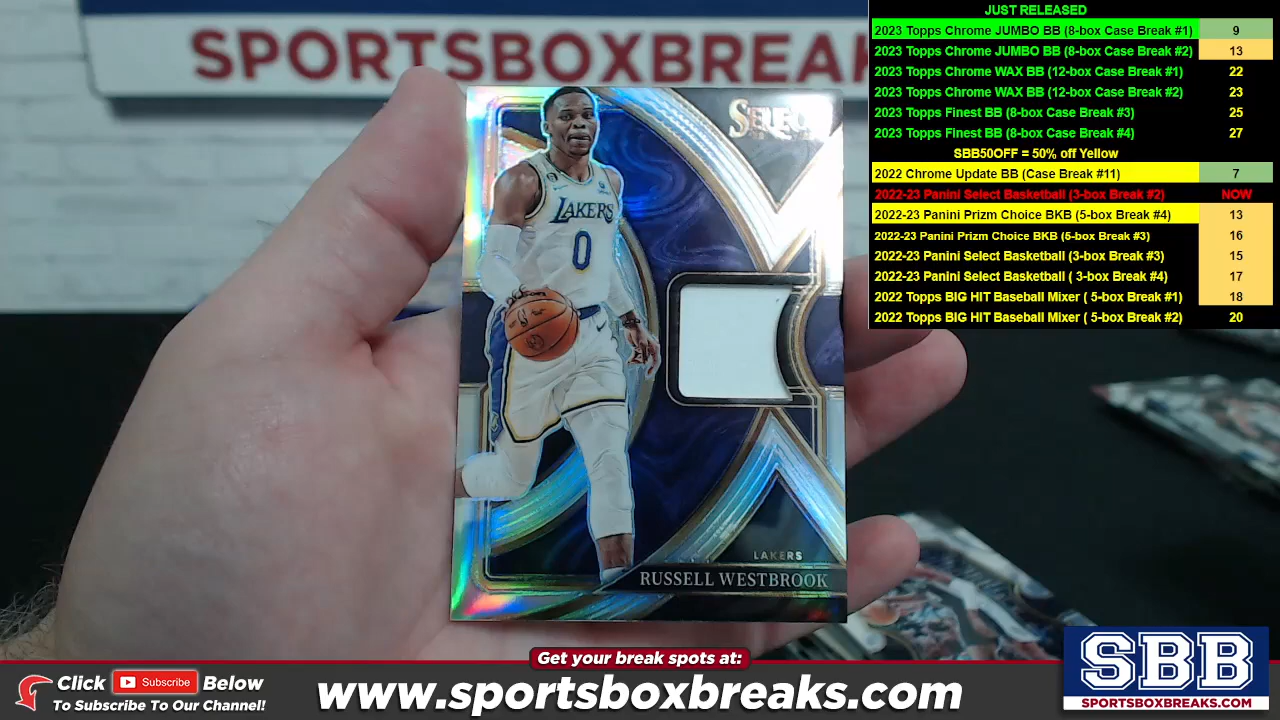 SPORTSBOXBREAK
SELECT
LAKERS
0
LAKERS
RUSSELL WESTBROOK
JUST RELEASED
2023 Topps Chrome JUMBO BB (8-box Case Break #1) 9
2023 Topps Chrome JUMBO BB (8-box Case Break #2) 13
2023 Topps Chrome WAX BB (12-box Case Break #1) 22
2023 Topps Chrome WAX BB (12-box Case Break #2) 23
2023 Topps Finest BB (8-box Case Break #3) 25
2023 Topps Finest BB (8-box Case Break #4) 27
SBB50OFF = 50% off Yellow
2022 Chrome Update BB (Case Break #11) 7
2022-23 Panini Select Basketball (3-box Break #2) NOW
2022-23 Panini Prizm Choice BKB (5-box Break #4) 13
2022-23 Panini Prizm Choice BKB (5-box Break #3) 16
2022-23 Panini Select Basketball (3-box Break #3) 15
2022-23 Panini Select Basketball ( 3-box Break #4) 17
2022 Topps BIG HIT Baseball Mixer ( 5-box Break #1) 18
2022 Topps BIG HIT Baseball Mixer ( 5-box Break #2) 20
Get your break spots at:
Click Subscribe Below
To Subscribe To Our Channel!
www.sportsboxbreaks.com
SBB
SPORTSBOXBREAKS.COM